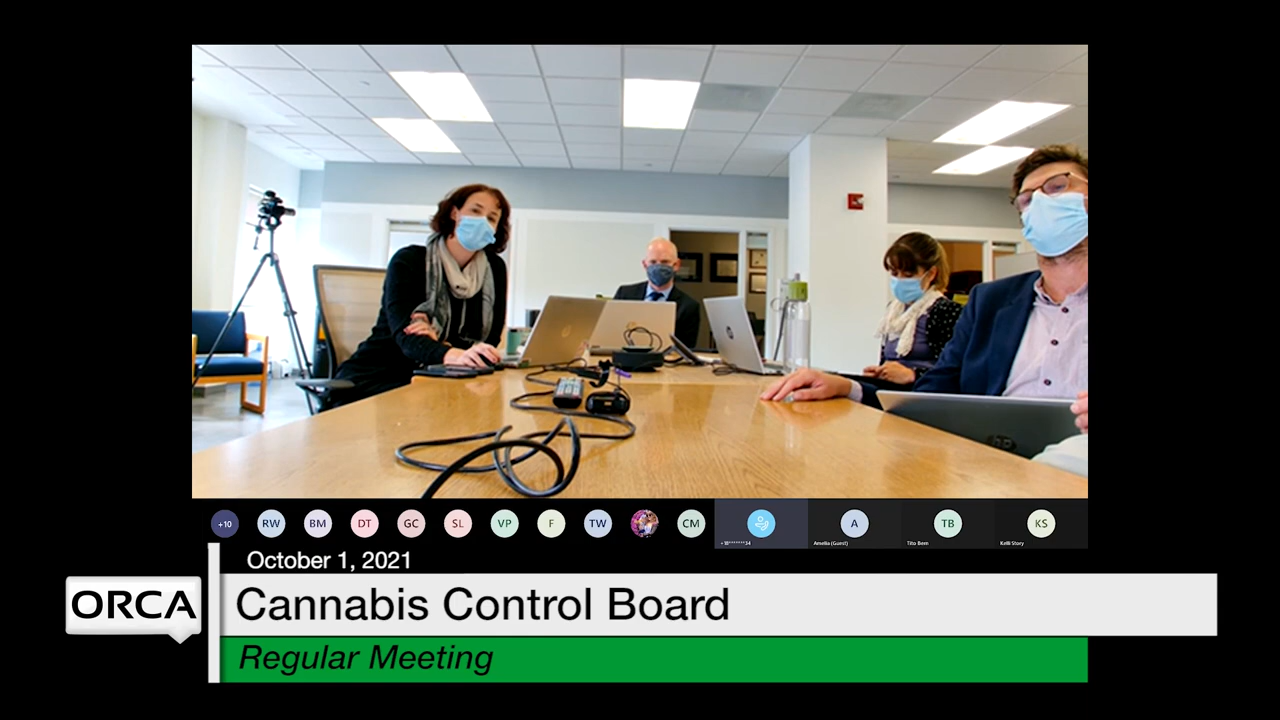 +10
RW
BM
DT
GC
SL
VP
F
TW
CM
A
TB
KS
Amelia (Guest)
Tito Bern
Kelli Story
October 1, 2021
ORCA
Cannabis Control Board
Regular Meeting